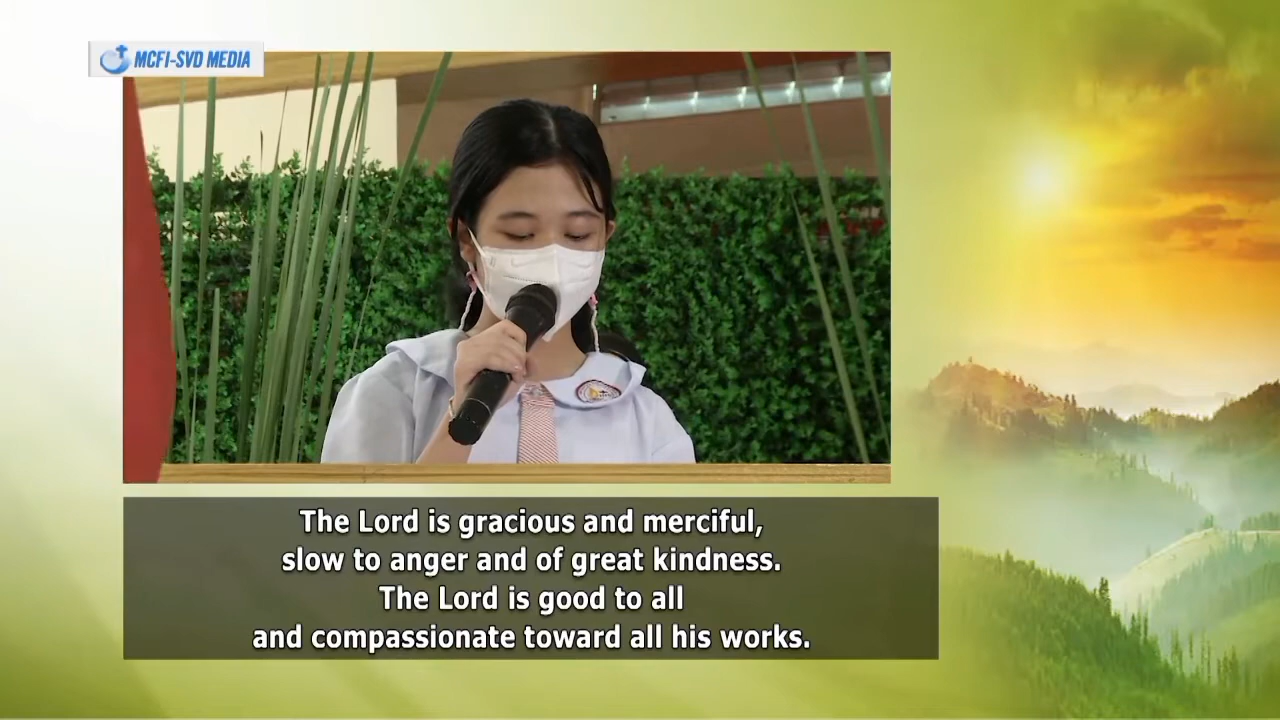 MCFI-SVD MEDIA
The Lord is gracious and merciful,
slow to anger and of great kindness.
The Lord is good to all
and compassionate toward all his works.